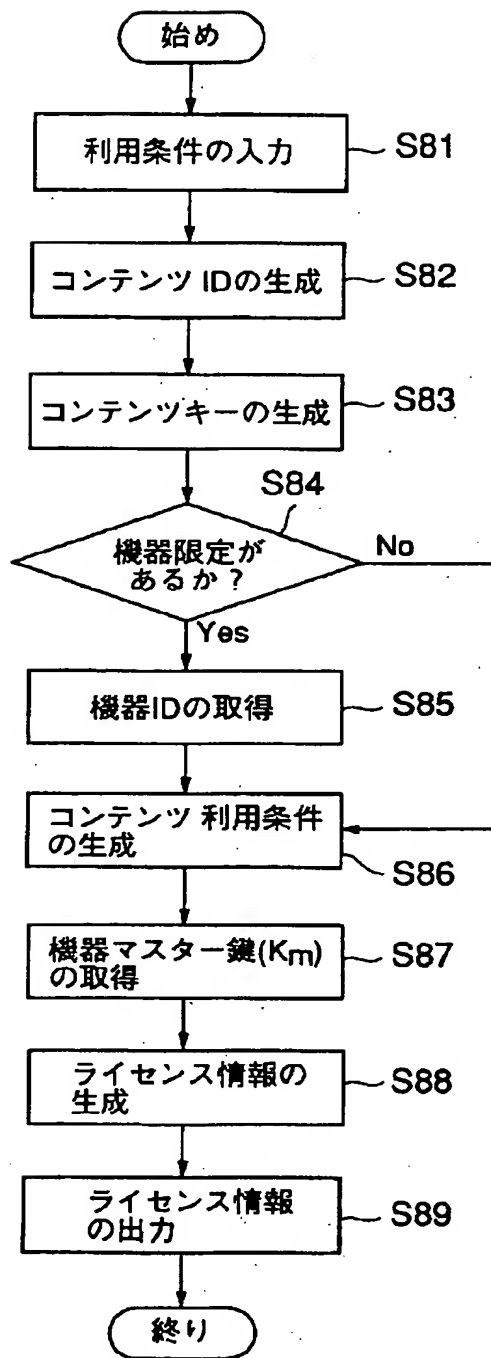 始め
利用条件の入力
S81
コンテンツ IDの生成
S82
コンテンツキーの生成
S83
S84
機器限定が
あるか？
No
Yes
機器IDの取得
S85
コンテンツ 利用条件
の生成
S86
機器マスター鍵(Km)
の取得
S87
ライセンス情報の
生成
S88
ライセンス情報
の出力
S89
終り